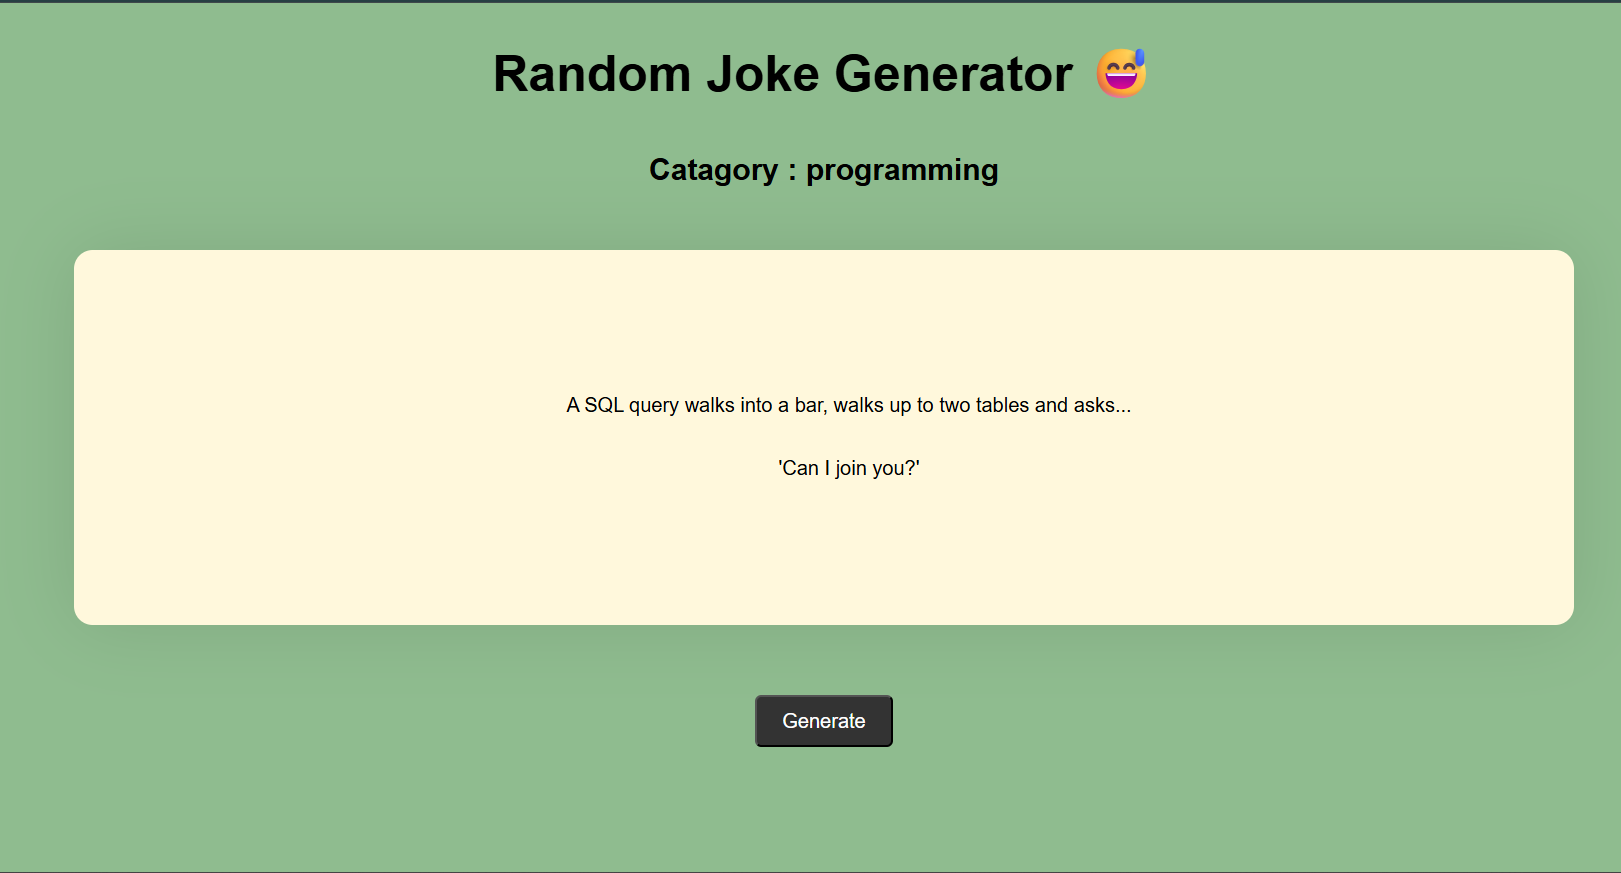 Random Joke Generator 😅
Catagory : programming
A SQL query walks into a bar, walks up to two tables and asks...
'Can I join you?'
Generate